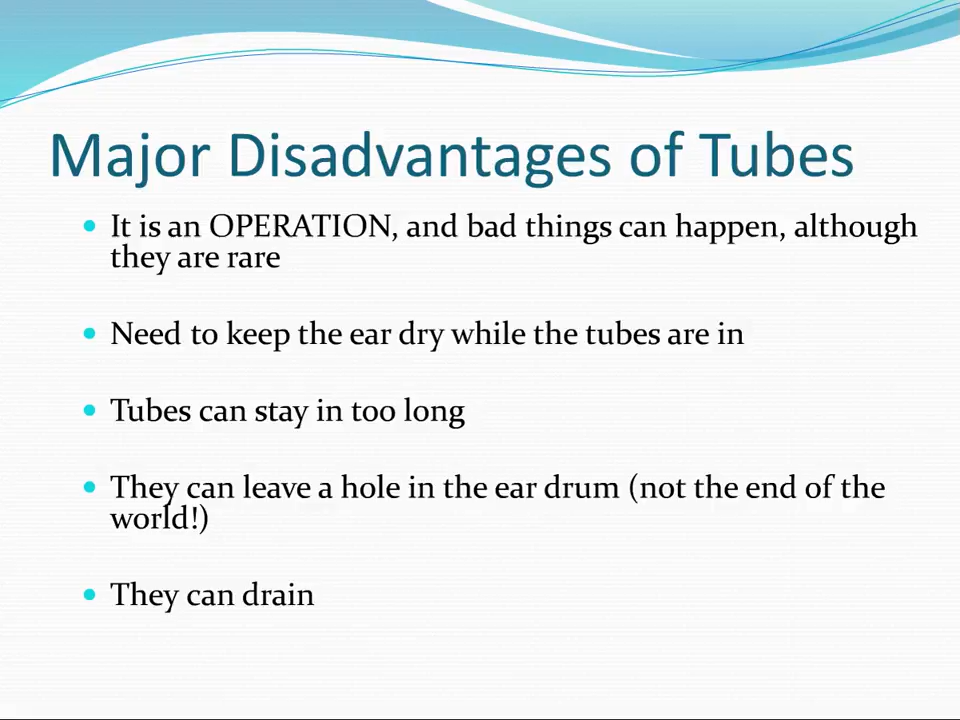 Major Disadvantages of Tubes
• It is an OPERATION, and bad things can happen, although
they are rare
• Need to keep the ear dry while the tubes are in
• Tubes can stay in too long
• They can leave a hole in the ear drum (not the end of the
world!)
• They can drain